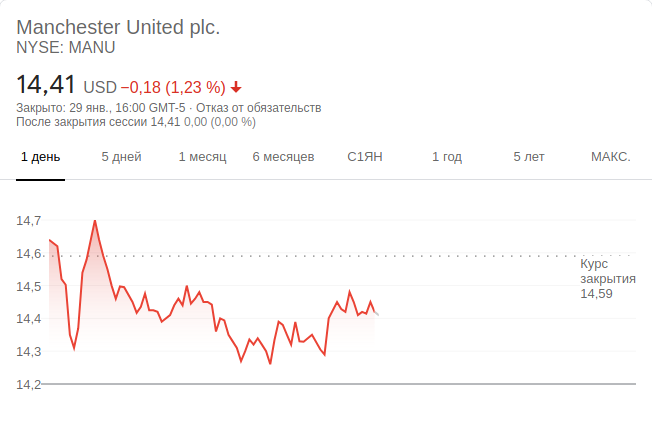 Manchester United plc.
NYSE: MANU
14,41 USD −0,18 (1,23 %)
Закрыто: 29 янв., 16:00 GMT-5 · Отказ от обязательств
После закрытия сессии 14,41 0,00 (0,00 %)
1 день 5 дней 1 месяц 6 месяцев С1ЯН 1 год 5 лет МАКС.
14,7
14,6
Курс
закрытия
14,59
14,5
14,4
14,3
14,2